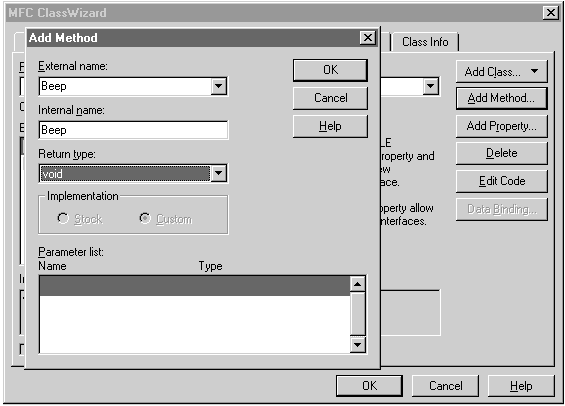 MFC ClassWizard
Add Method
Class Info
External name:
Beep
Internal name:
Beep
Return type:
void
Implementation
Stock
Custom
Parameter list:
Name Type
OK
Cancel
Help
Add Class...
Add Method...
Add Property...
Delete
Edit Code
Data Binding...
roperty and
ace.
operty allow
nterfaces.
OK
Cancel
Help